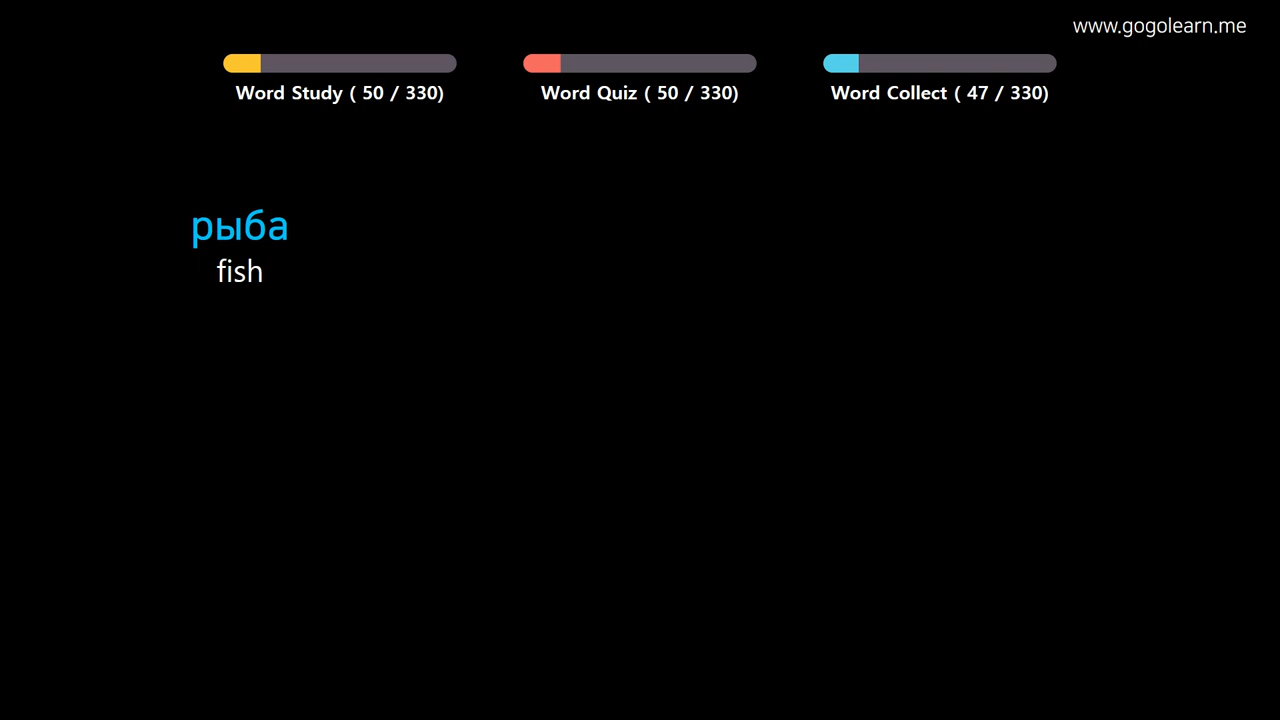 www.gogolearn.me
Word Study ( 50 / 330)
Word Quiz ( 50 / 330)
Word Collect ( 47 / 330)
рыба
fish